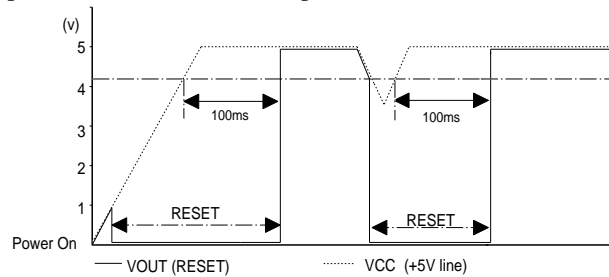 (v)
5
4
3
2
1
100ms
100ms
RESET
RESET
Power On
VOUT (RESET)
VCC (+5V line)